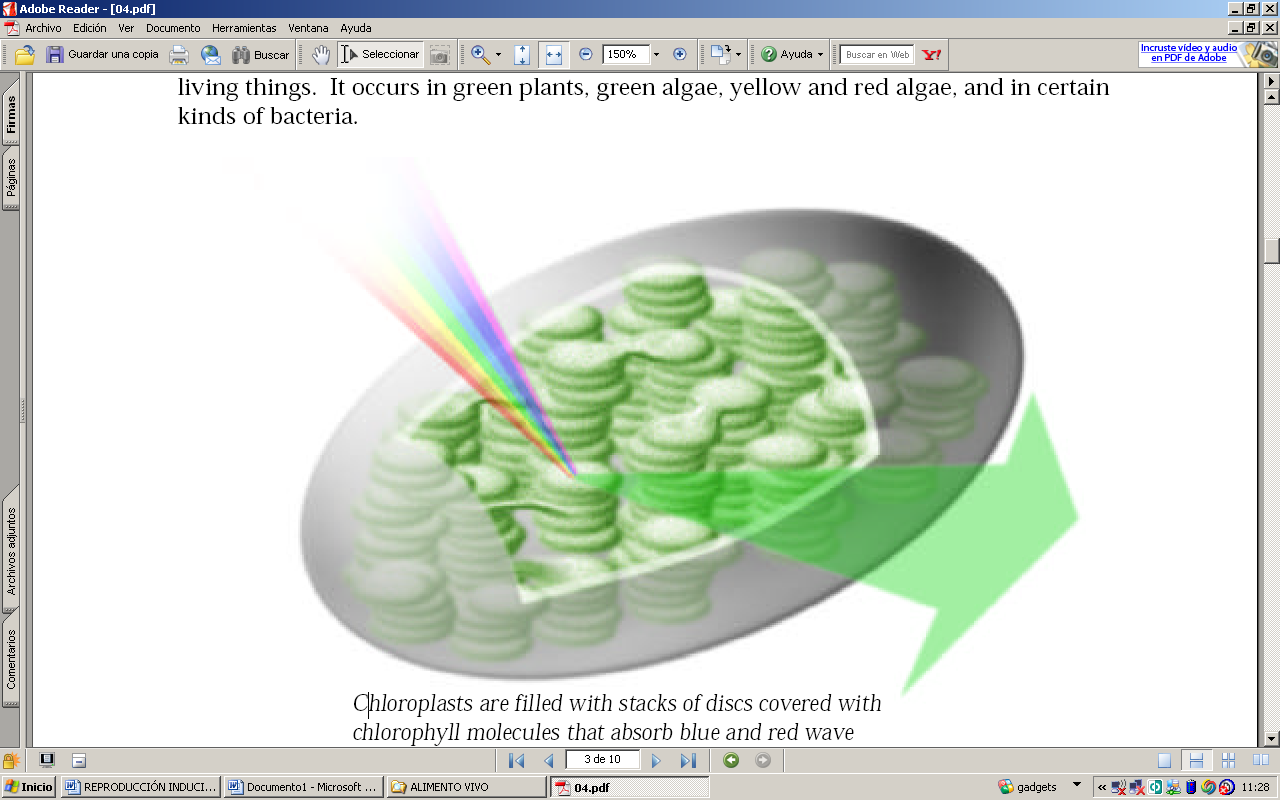 Adobe Reader - [04.pdf]
Archivo Edición Ver Documento Herramientas Ventana Ayuda
Guardar una copia Buscar Seleccionar 150% Ayuda Buscar en Web Y! Incruste vídeo y audio
en PDF de Adobe
Firmas
Páginas
Archivos adjuntos
Comentarios
living things. It occurs in green plants, green algae, yellow and red algae, and in certain
kinds of bacteria.
Chloroplasts are filled with stacks of discs covered with
chlorophyll molecules that absorb blue and red wave
3 de 10
Inicio REPRODUCCIÓN INDUCI... Documento1 - Microsoft ... ALIMENTO VIVO 04.pdf gadgets « 11:28